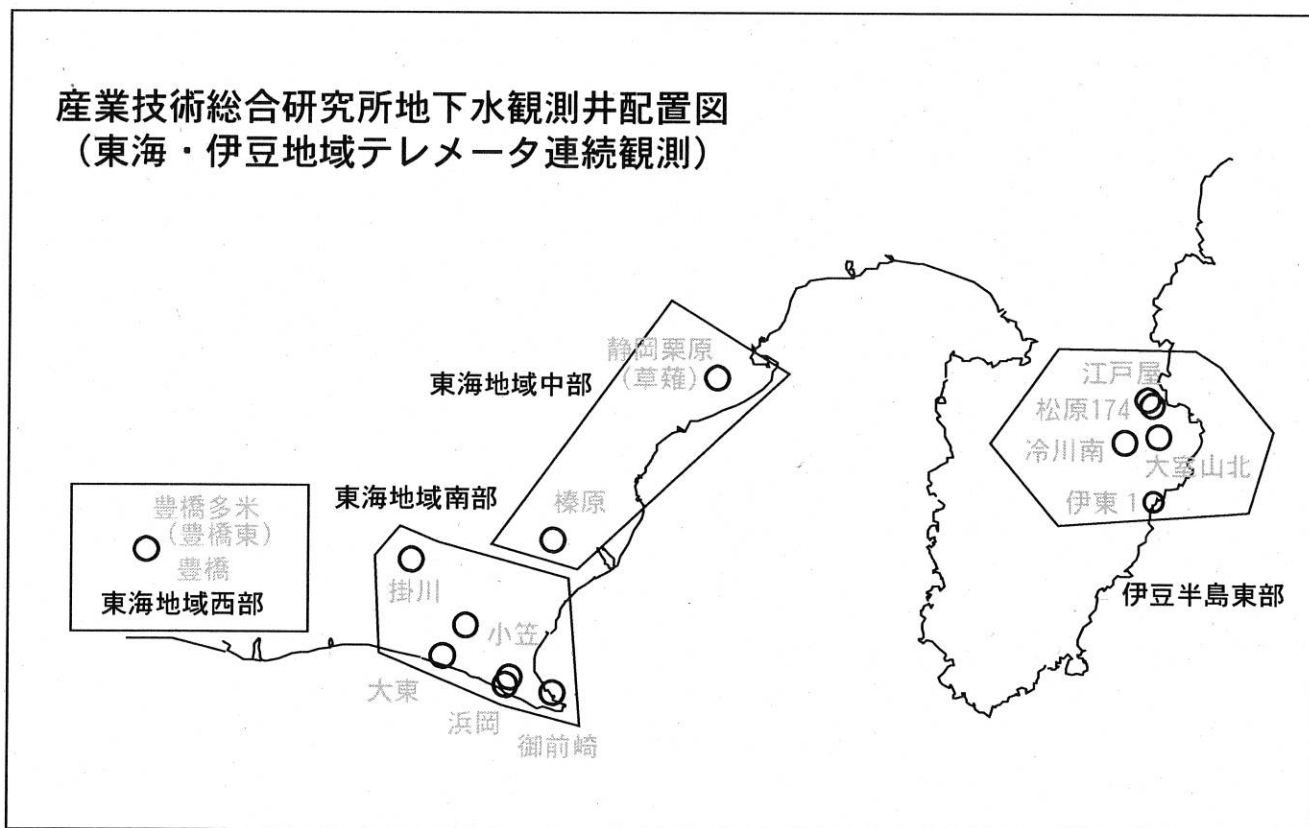 産業技術総合研究所地下水観測井配置図
(東海・伊豆地域テレメータ連続観測)
静岡栗原
(草薙)
東海地域中部
江戸屋
松原174
冷川南
大室山北
伊東1
伊豆半島東部
東海地域南部
榛原
豊橋多米
(豊橋東)
豊橋
東海地域西部
掛川
小笠
大東
浜岡
御前崎